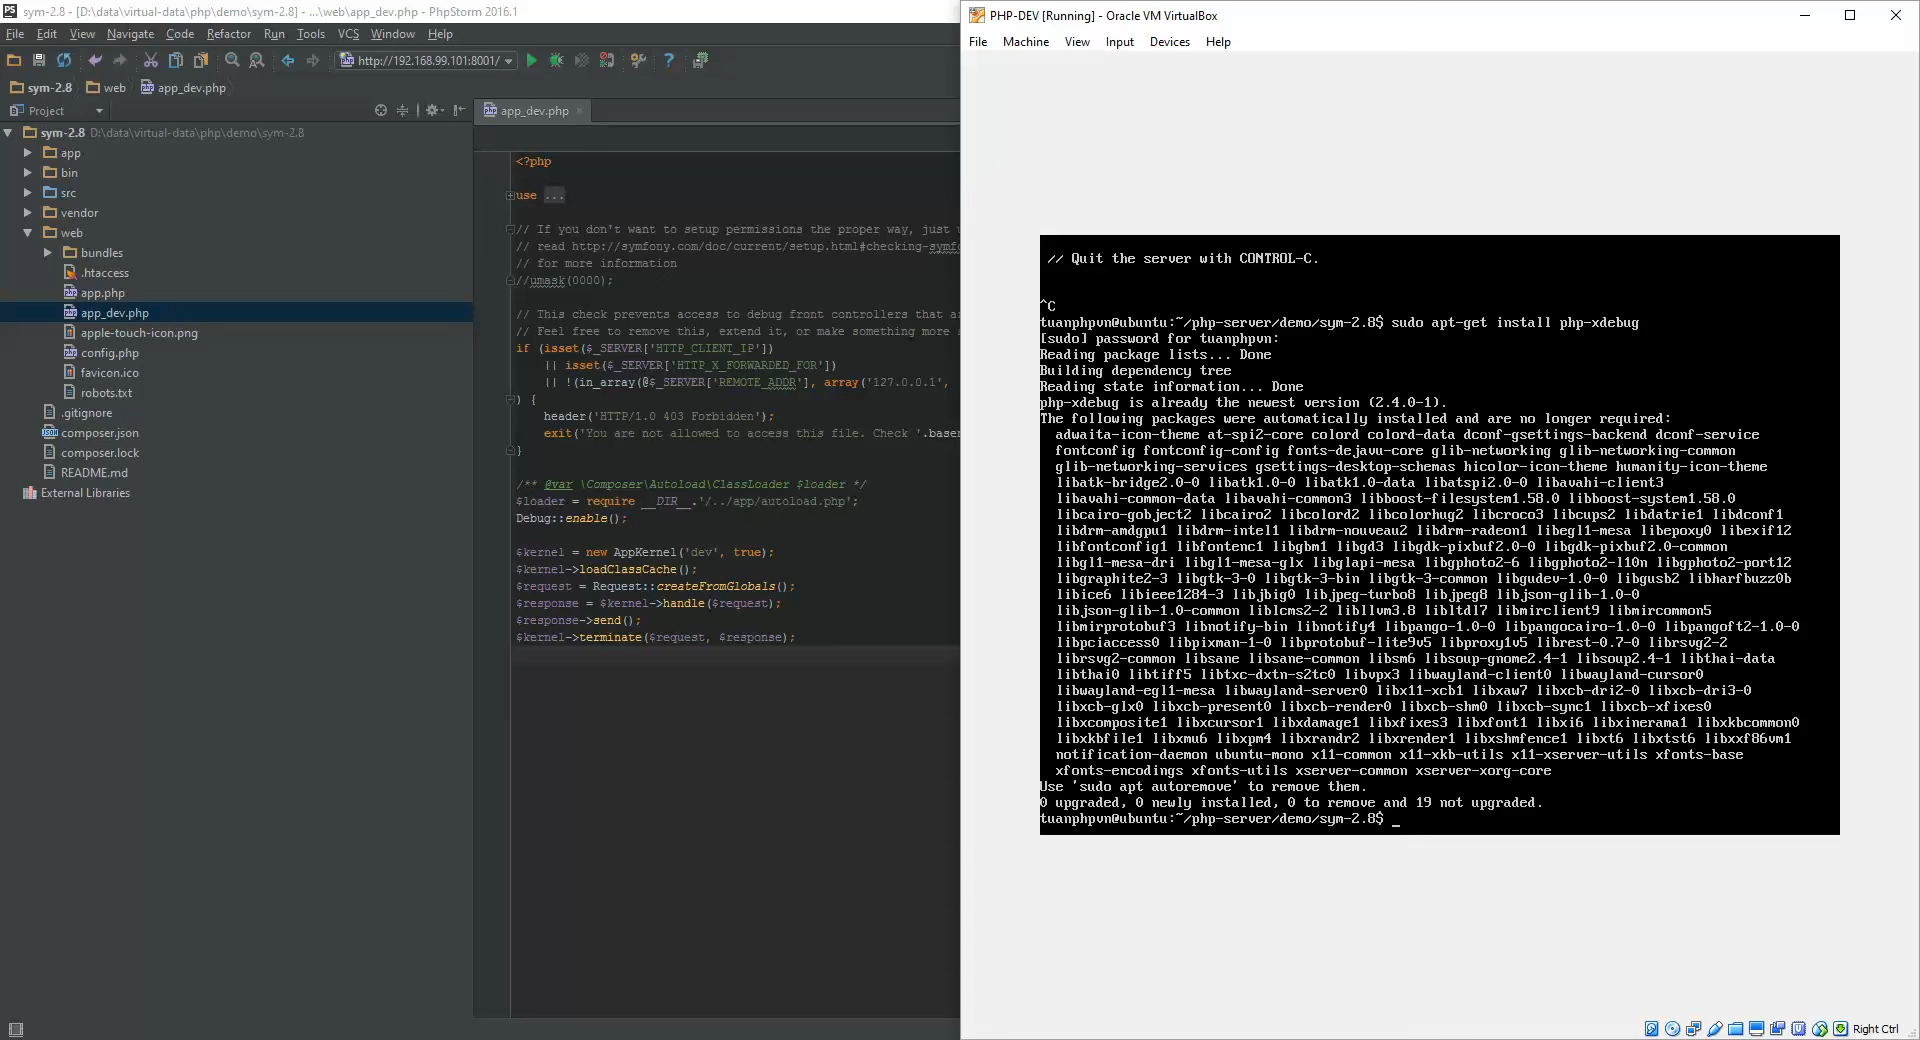 sym-2.8 - [D:\data\virtual-data\php\demo\sym-2.8] - ...\web\app_dev.php - PhpStorm 2016.1
File Edit View Navigate Code Refactor Run Tools VCS Window Help
http://192.168.99.101:8001/
sym-2.8 web app_dev.php
Project
app_dev.php
sym-2.8 D:\data\virtual-data\php\demo\sym-2.8
app
bin
src
vendor
web
bundles
.htaccess
app.php
app_dev.php
apple-touch-icon.png
config.php
favicon.ico
robots.txt
.gitignore
composer.json
composer.lock
README.md
External Libraries
<?php
use ...
// If you don't want to setup permissions the proper way, just
// read http://symfony.com/doc/current/setup.html#checking-symfo
// for more information
//umask(0000);
// This check prevents access to debug front controllers that a
// Feel free to remove this, extend it, or make something more
if (isset($_SERVER['HTTP_CLIENT_IP'])
|| isset($_SERVER['HTTP_X_FORWARDED_FOR'])
|| !(in_array(@$_SERVER['REMOTE_ADDR'], array('127.0.0.1',
) {
header('HTTP/1.0 403 Forbidden');
exit('You are not allowed to access this file. Check '.basen
}
/** @var \Composer\Autoload\ClassLoader $loader */
$loader = require __DIR__.'/../app/autoload.php';
Debug::enable();
$kernel = new AppKernel('dev', true);
$kernel->loadClassCache();
$request = Request::createFromGlobals();
$response = $kernel->handle($request);
$response->send();
$kernel->terminate($request, $response);
PHP-DEV [Running] - Oracle VM VirtualBox
File Machine View Input Devices Help
// Quit the server with CONTROL-C.
^C
tuanphpvn@ubuntu:~/php-server/demo/sym-2.8$ sudo apt-get install php-xdebug
[sudo] password for tuanphpvn:
Reading package lists... Done
Building dependency tree
Reading state information... Done
php-xdebug is already the newest version (2.4.0-1).
The following packages were automatically installed and are no longer required:
adwaita-icon-theme at-spi2-core colord colord-data dconf-gsettings-backend dconf-service
fontconfig fontconfig-config fonts-dejavu-core glib-networking glib-networking-common
glib-networking-services gsettings-desktop-schemas hicolor-icon-theme humanity-icon-theme
libatk-bridge2.0-0 libatk1.0-0 libatk1.0-data libatspi2.0-0 libavahi-client3
libavahi-common-data libavahi-common3 libboost-filesystem1.58.0 libboost-system1.58.0
libcairo-gobject2 libcairo2 libcolord2 libcolorhug2 libcroco3 libcups2 libdatrie1 libdconf1
libdrm-amdgpu1 libdrm-intel1 libdrm-nouveau2 libdrm-radeon1 libegl1-mesa libepoxy0 libexif12
libfontconfig1 libfontenc1 libgbm1 libgd3 libgdk-pixbuf2.0-0 libgdk-pixbuf2.0-common
libgl1-mesa-dri libgl1-mesa-glx libglapi-mesa libgphoto2-6 libgphoto2-l10n libgphoto2-port12
libgraphite2-3 libgtk-3-0 libgtk-3-bin libgtk-3-common libgudev-1.0-0 libgusb2 libharfbuzz0b
libice6 libieee1284-3 libjbig0 libjpeg-turbo8 libjpeg8 libjson-glib-1.0-0
libjson-glib-1.0-common liblcms2-2 libllvm3.8 libltdl7 libmirclient9 libmircommon5
libmirprotobuf3 libnotify-bin libnotify4 libpango-1.0-0 libpangocairo-1.0-0 libpangoft2-1.0-0
libpciaccess0 libpixman-1-0 libprotobuf-lite9v5 libproxy1v5 librest-0.7-0 librsvg2-2
librsvg2-common libsane libsane-common libsm6 libsoup-gnome2.4-1 libsoup2.4-1 libthai-data
libthai0 libtiff5 libtxc-dxtn-s2tc0 libvpx3 libwayland-client0 libwayland-cursor0
libwayland-egl1-mesa libwayland-server0 libx11-xcb1 libxaw7 libxcb-dri2-0 libxcb-dri3-0
libxcb-glx0 libxcb-present0 libxcb-render0 libxcb-shm0 libxcb-sync1 libxcb-xfixes0
libxcomposite1 libxcursor1 libxdamage1 libxfixes3 libxfont1 libxi6 libxinerama1 libxkbcommon0
libxkbfile1 libxmu6 libxpm4 libxrandr2 libxrender1 libxshmfence1 libxt6 libxtst6 libxxf86vm1
notification-daemon ubuntu-mono x11-common x11-xkb-utils x11-xserver-utils xfonts-base
xfonts-encodings xfonts-utils xserver-common xserver-xorg-core
Use 'sudo apt autoremove' to remove them.
0 upgraded, 0 newly installed, 0 to remove and 19 not upgraded.
tuanphpvn@ubuntu:~/php-server/demo/sym-2.8$ _
Right Ctrl